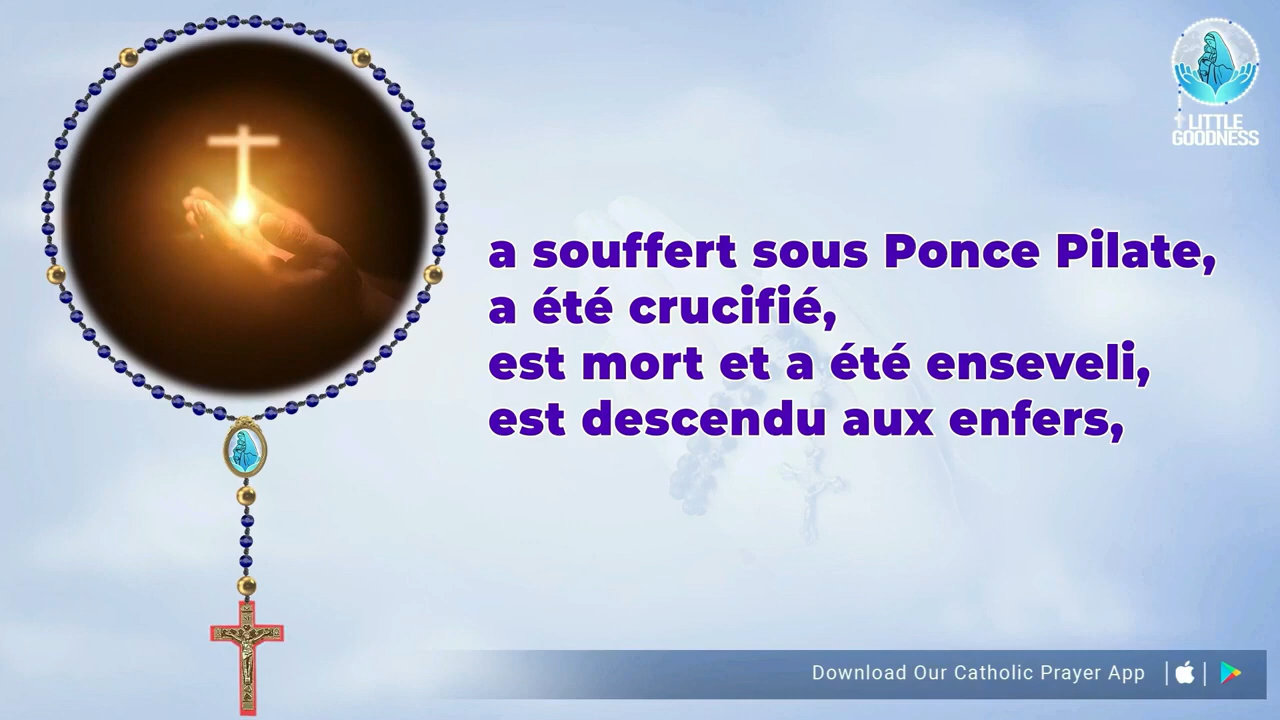 LITTLE
GOODNESS
a souffert sous Ponce Pilate,
a été crucifié,
est mort et a été enseveli,
est descendu aux enfers,
Download Our Catholic Prayer App